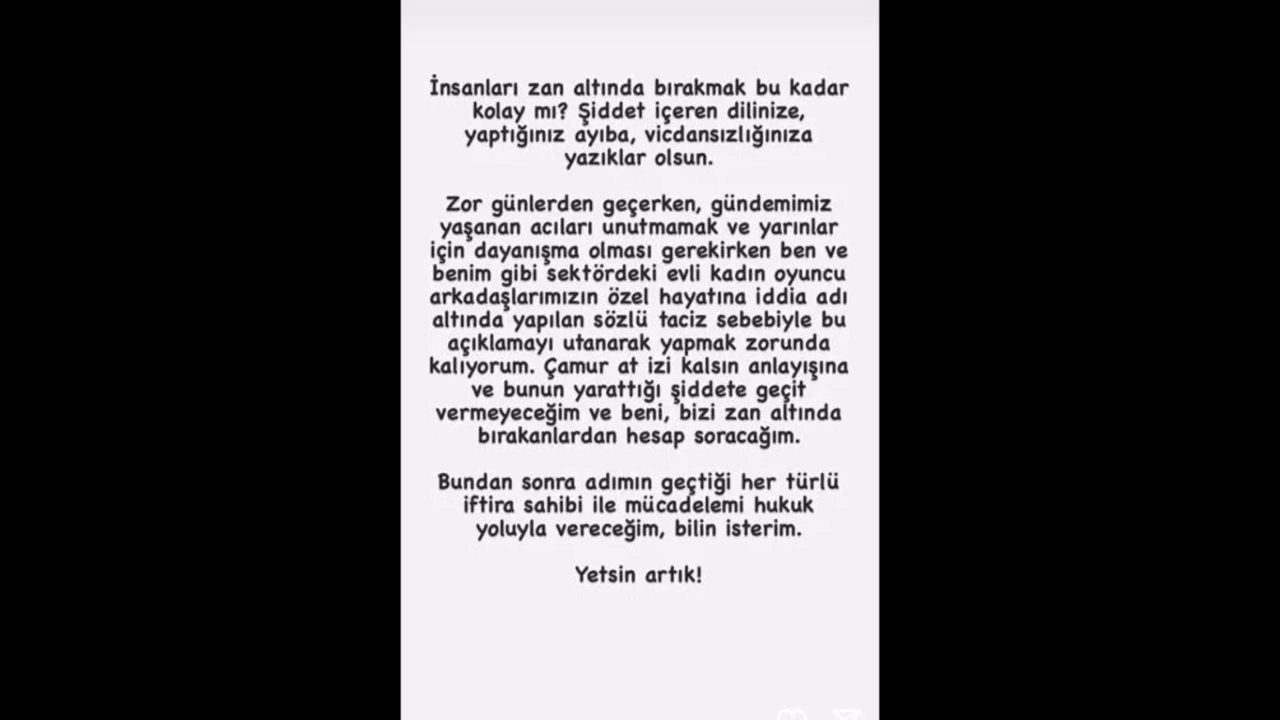 İnsanları zan altında bırakmak bu kadar
kolay mı? Şiddet içeren dilinize,
yaptığınız ayıba, vicdansızlığınıza
yazıklar olsun.
Zor günlerden geçerken, gündemimiz
yaşanan acıları unutmamak ve yarınlar
için dayanışma olması gerekirken ben ve
benim gibi sektördeki evli kadın oyuncu
arkadaşlarımızın özel hayatına iddia adı
altında yapılan sözlü taciz sebebiyle bu
açıklamayı utanarak yapmak zorunda
kalıyorum. Çamur at izi kalsın anlayışına
ve bunun yarattığı şiddete geçit
vermeyeceğim ve beni, bizi zan altında
bırakanlardan hesap soracağım.
Bundan sonra adımın geçtiği her türlü
iftira sahibi ile mücadelemi hukuk
yoluyla vereceğim, bilin isterim.
Yetsin artık!